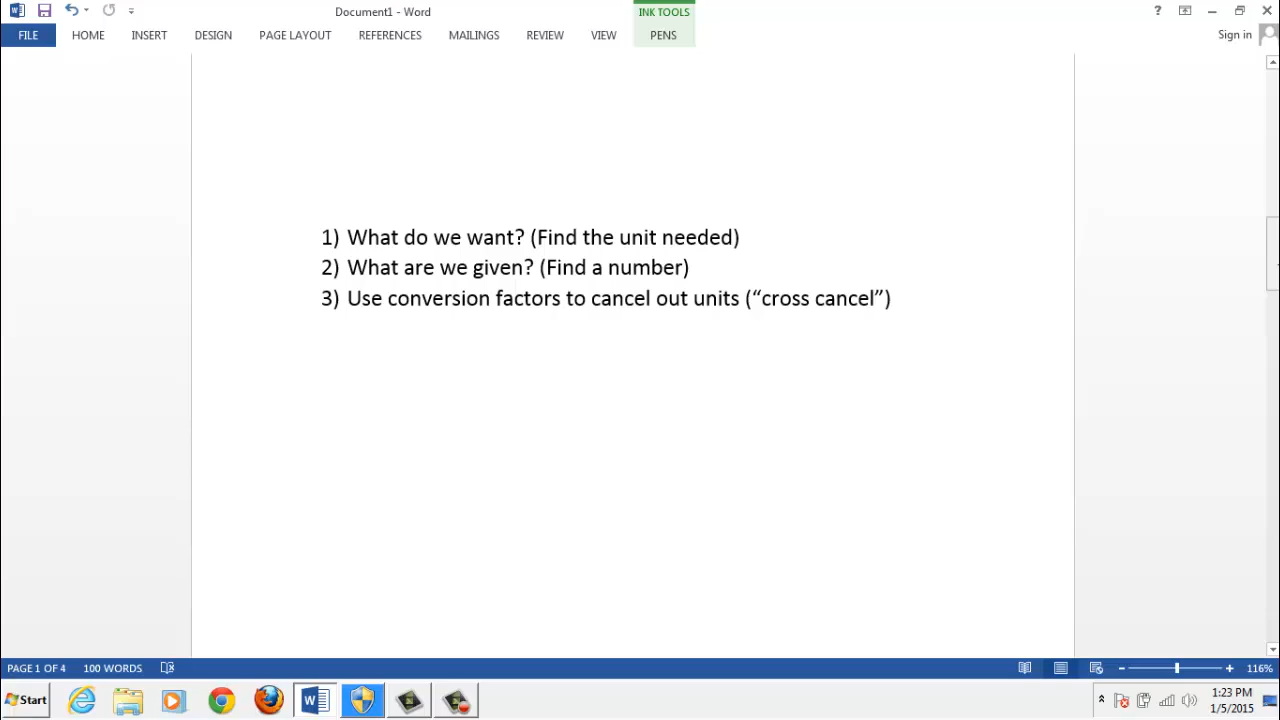 Document1 - Word
INK TOOLS
?
FILE
HOME
INSERT
DESIGN
PAGE LAYOUT
REFERENCES
MAILINGS
REVIEW
VIEW
PENS
Sign in
1) What do we want? (Find the unit needed)
2) What are we given? (Find a number)
3) Use conversion factors to cancel out units (“cross cancel”)
PAGE 1 OF 4
100 WORDS
116%
Start
1:23 PM
1/5/2015